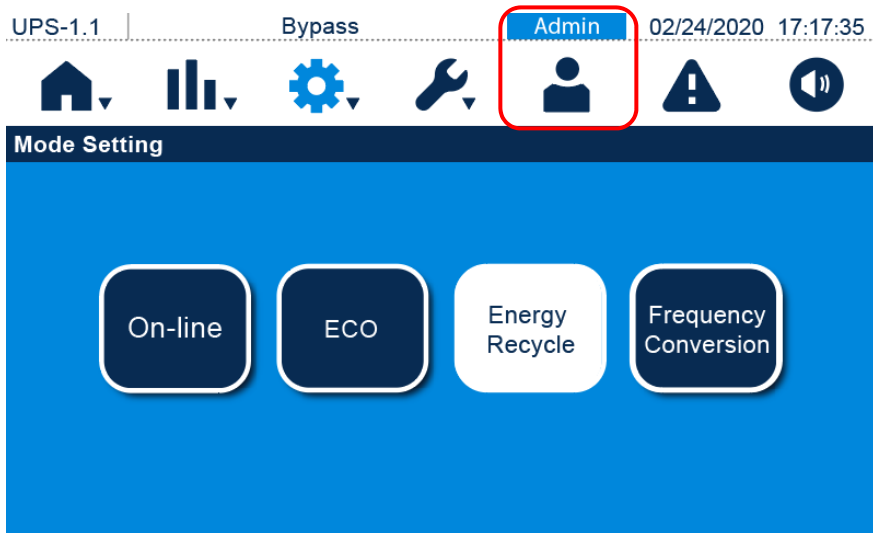 UPS-1.1 Bypass Admin 02/24/2020 17:17:35
Mode Setting
On-line
ECO
Energy
Recycle
Frequency
Conversion